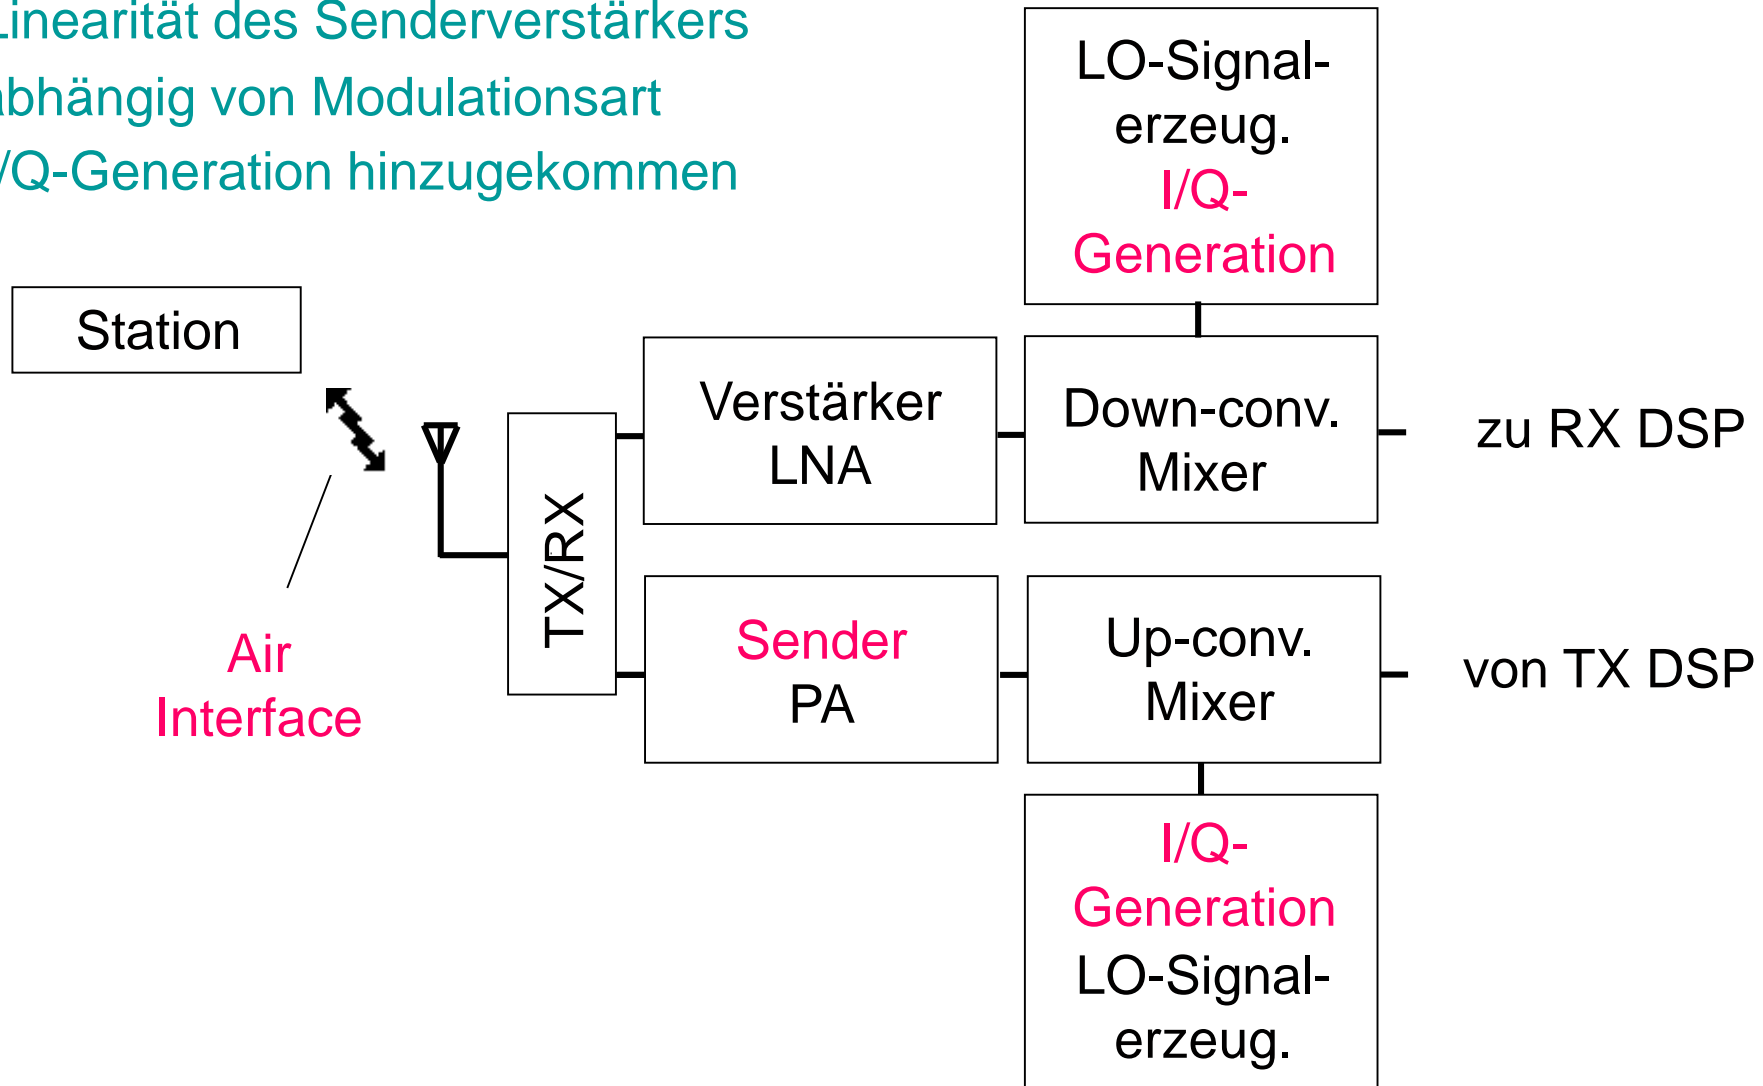 Linearität des Senderverstärkers
abhängig von Modulationsart
I/Q-Generation hinzugekommen
LO-Signal-
erzeug.
I/Q-
Generation
Station
Verstärker
LNA
Down-conv.
Mixer
zu RX DSP
TX/RX
Air
Interface
Sender
PA
Up-conv.
Mixer
von TX DSP
I/Q-
Generation
LO-Signal-
erzeug.